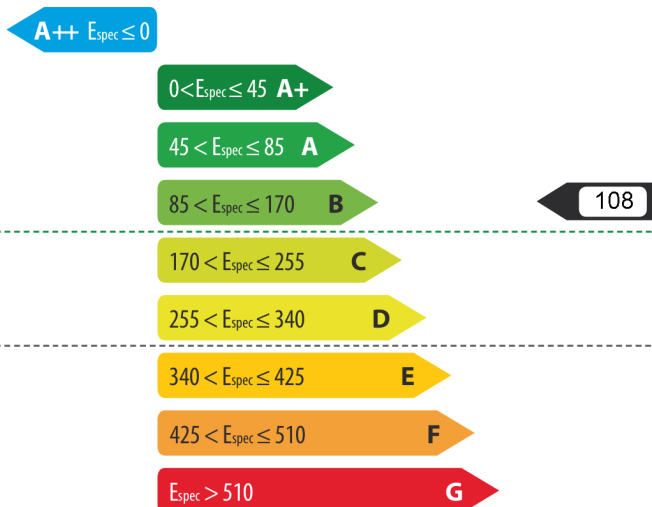 A++ Espec ≤ 0
0<Espec ≤ 45 A+
45 < Espec ≤ 85 A
85 < Espec ≤ 170 B
108
170 < Espec ≤ 255 C
255 < Espec ≤ 340 D
340 < Espec ≤ 425 E
425 < Espec ≤ 510 F
Espec > 510 G